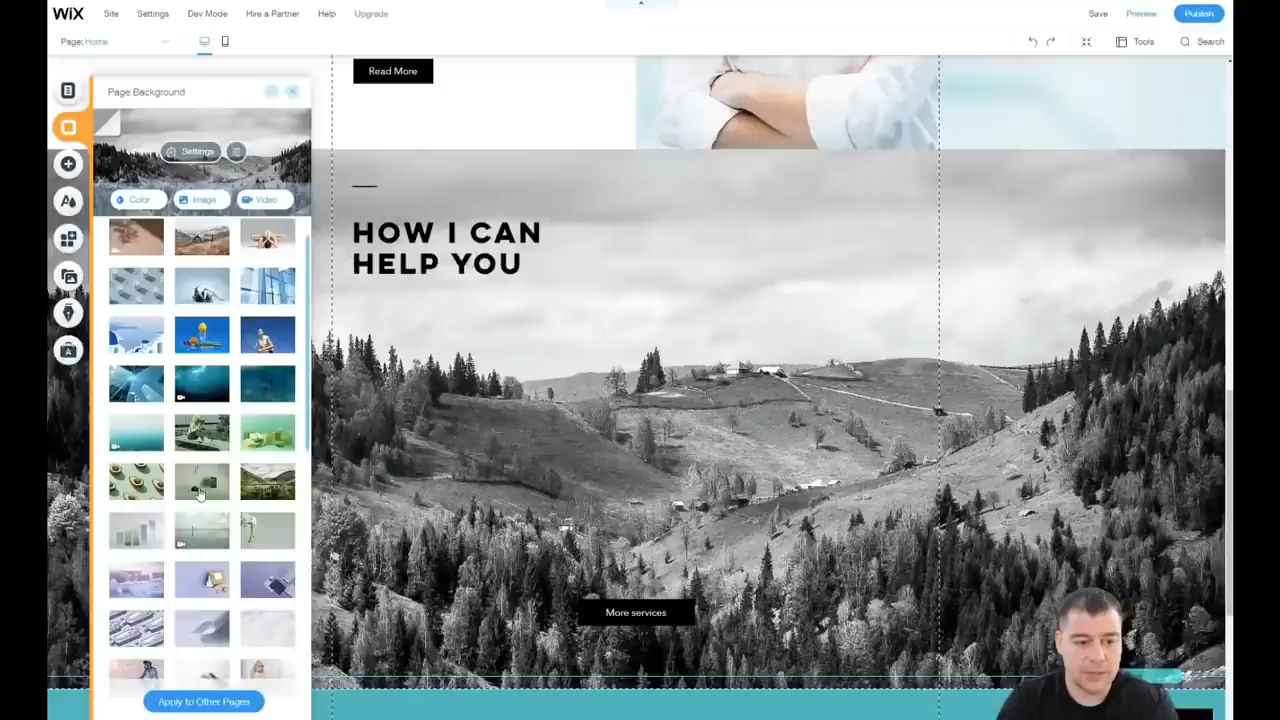 WiX Site Settings Dev Mode Hire a Partner Help Upgrade Save Preview Publish
Page: Home Tools Search
Page Background
Settings
Color Image Video
Apply to Other Pages
Read More
HOW I CAN
HELP YOU
More services